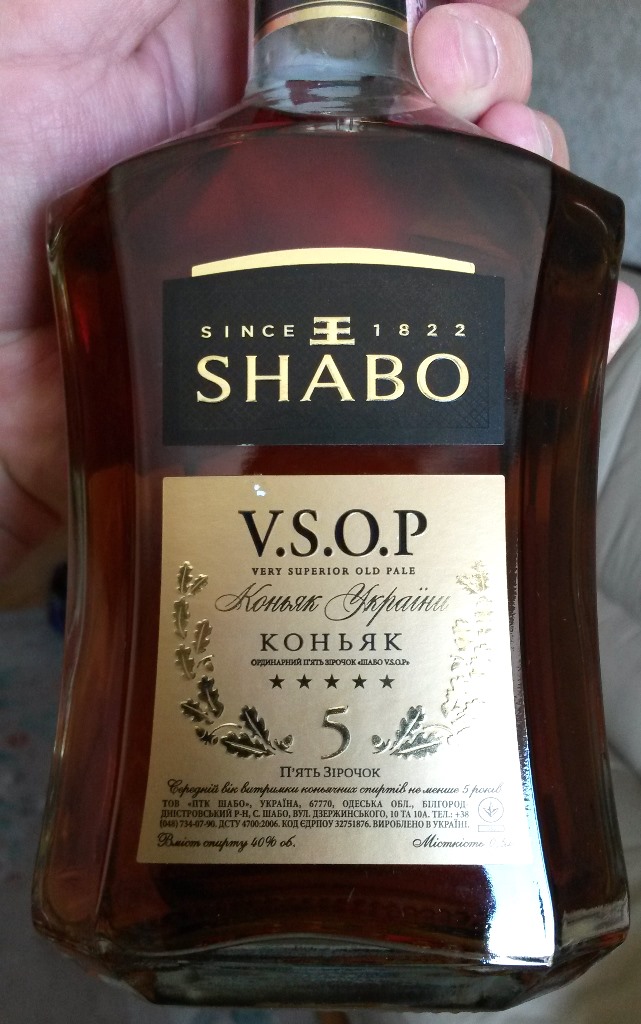 SINCE 1822
SHABO
V.S.O.P
VERY SUPERIOR OLD PALE
Коньяк України
КОНЬЯК
ОРДИНАРНИЙ П'ЯТЬ ЗІРОЧОК «ШАБО V.S.O.P»
★ ★ ★ ★ ★
5
П'ЯТЬ ЗІРОЧОК
Середній вік витримки коньячних спиртів не менше 5 років
ТОВ «ПТК ШАБО», УКРАЇНА, 67770, ОДЕСЬКА ОБЛ., БІЛГОРОД
ДНІСТРОВСЬКИЙ Р-Н, С. ШАБО, ВУЛ. ДЗЕРЖИНСЬКОГО, 10 ТА 10А. ТЕЛ.: +38
(048) 734-07-90. ДСТУ 4700:2006. КОД ЄДРПОУ 32751876. ВИРОБЛЕНО В УКРАЇНІ.
Вміст спирту 40% об. Місткість